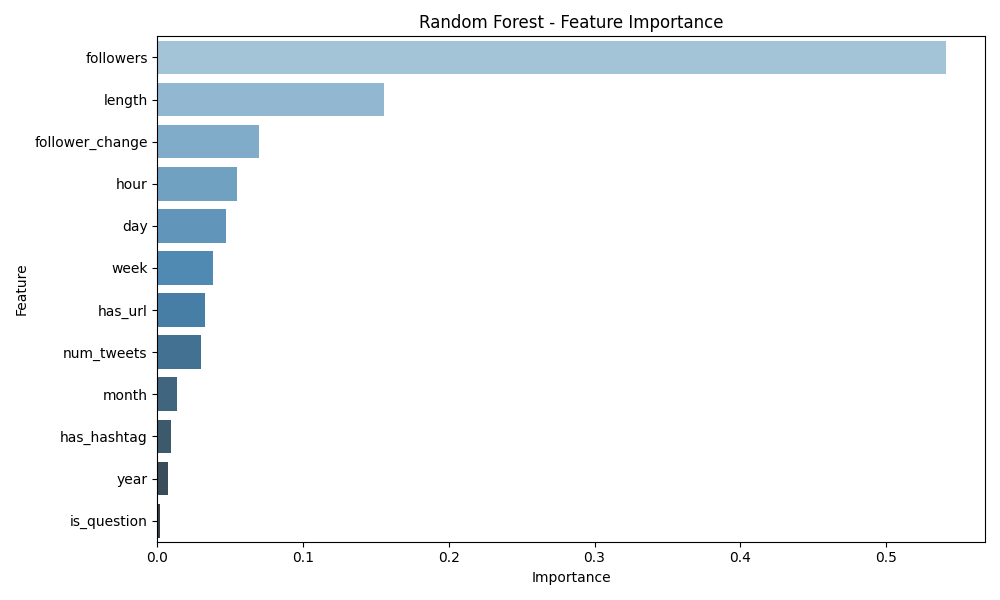 Random Forest - Feature Importance
followers
length
follower_change
hour
day
week
has_url
num_tweets
month
has_hashtag
year
is_question
Feature
0.0 0.1 0.2 0.3 0.4 0.5
Importance